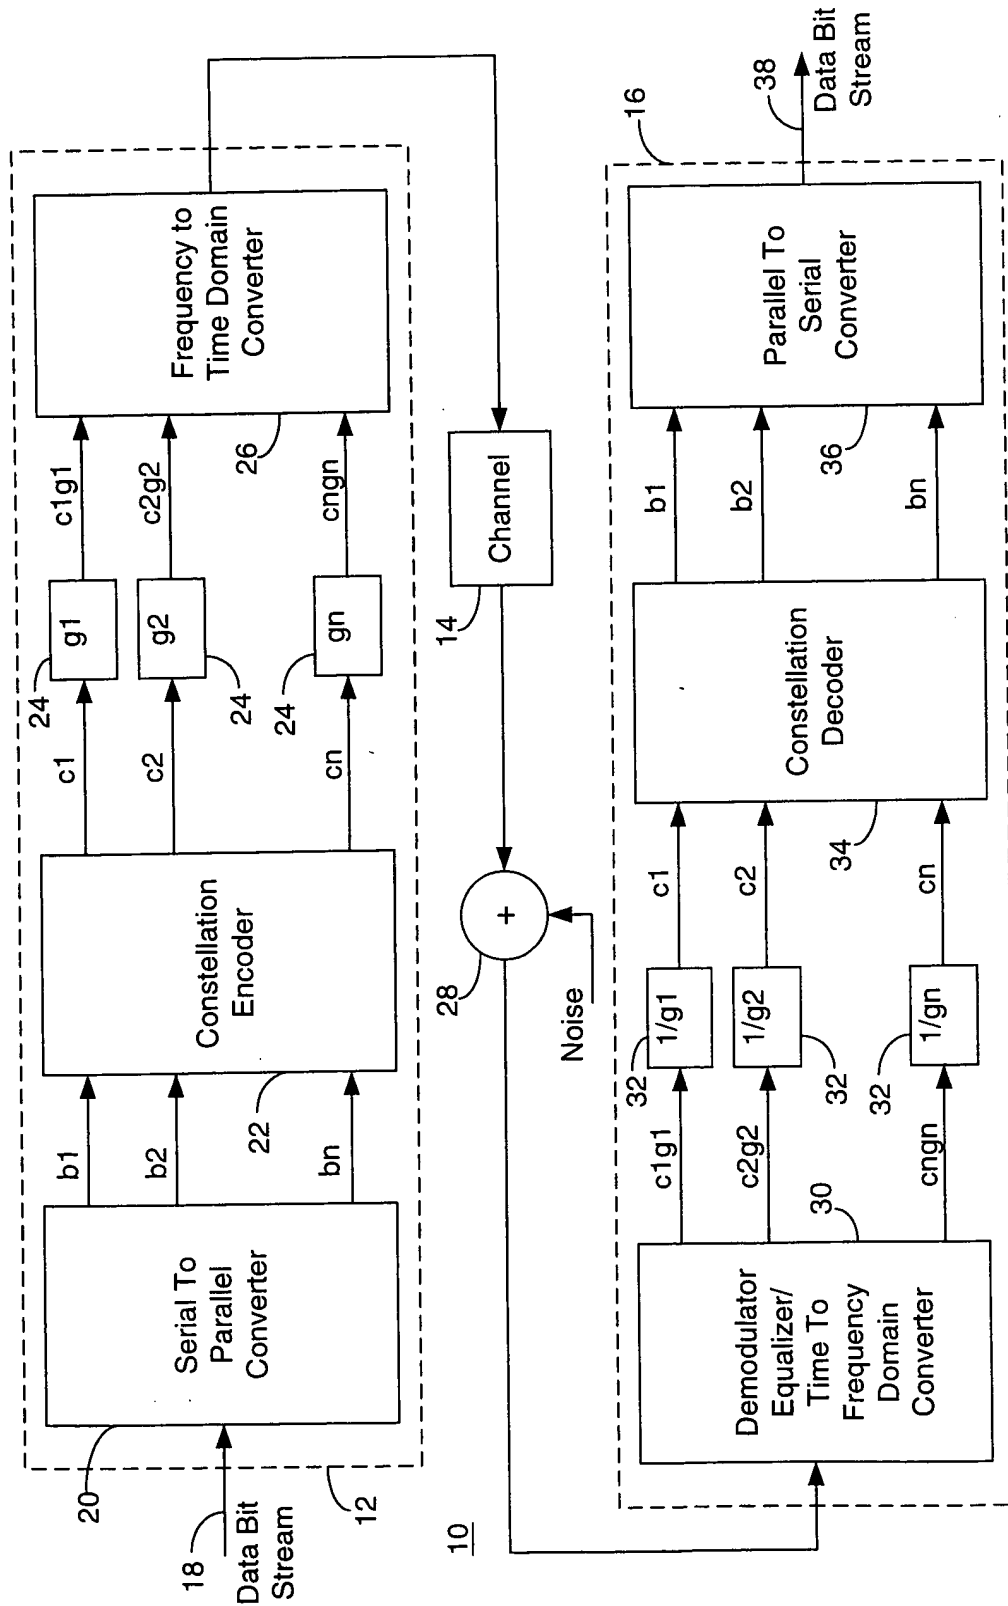 18
Data Bit
Stream
20
Serial To
Parallel
Converter
b1
b2
bn
22
Constellation
Encoder
c1
c2
cn
24
g1
g2
24
24
gn
c1g1
c2g2
cngn
26
Frequency to
Time Domain
Converter
12
10
14
Channel
28
+
Noise
Demodulator
Equalizer/
Time To
Frequency
Domain
Converter
30
c1g1
c2g2
cngn
32
1/g1
1/g2
32
32
1/gn
c1
c2
cn
34
Constellation
Decoder
b1
b2
bn
36
Parallel To
Serial
Converter
16
38
Data Bit
Stream